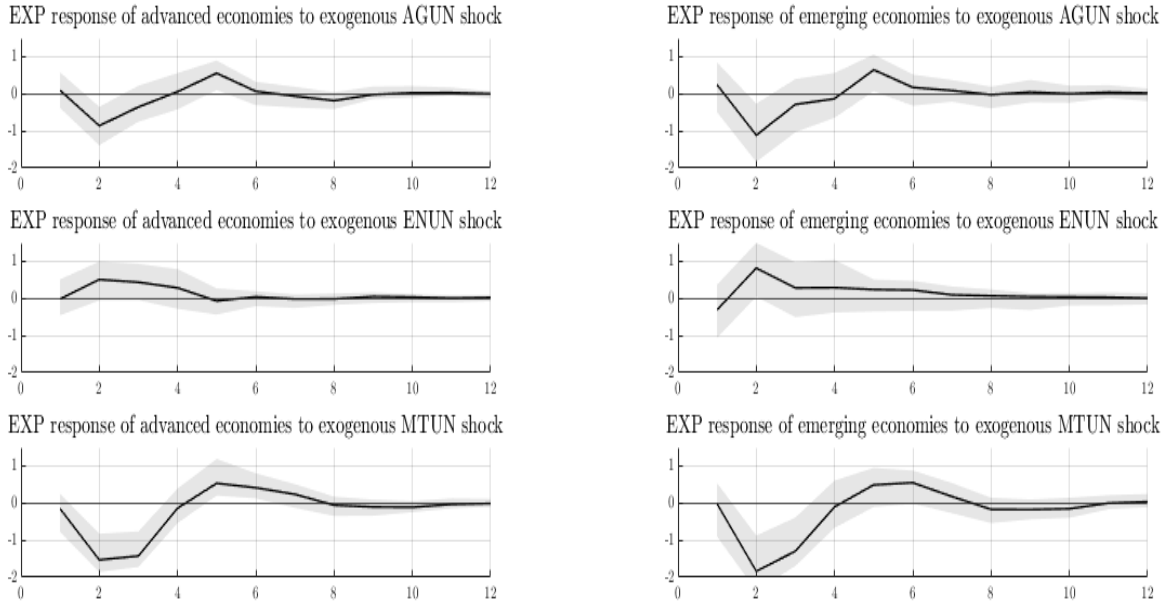 EXP response of advanced economies to exogenous AGUN shock
1
0
-1
-2
0 2 4 6 8 10 12
EXP response of emerging economies to exogenous AGUN shock
1
0
-1
-2
0 2 4 6 8 10 12
EXP response of advanced economies to exogenous ENUN shock
1
0
-1
-2
0 2 4 6 8 10 12
EXP response of emerging economies to exogenous ENUN shock
1
0
-1
-2
0 2 4 6 8 10 12
EXP response of advanced economies to exogenous MTUN shock
1
0
-1
-2
0 2 4 6 8 10 12
EXP response of emerging economies to exogenous MTUN shock
1
0
-1
-2
0 2 4 6 8 10 12